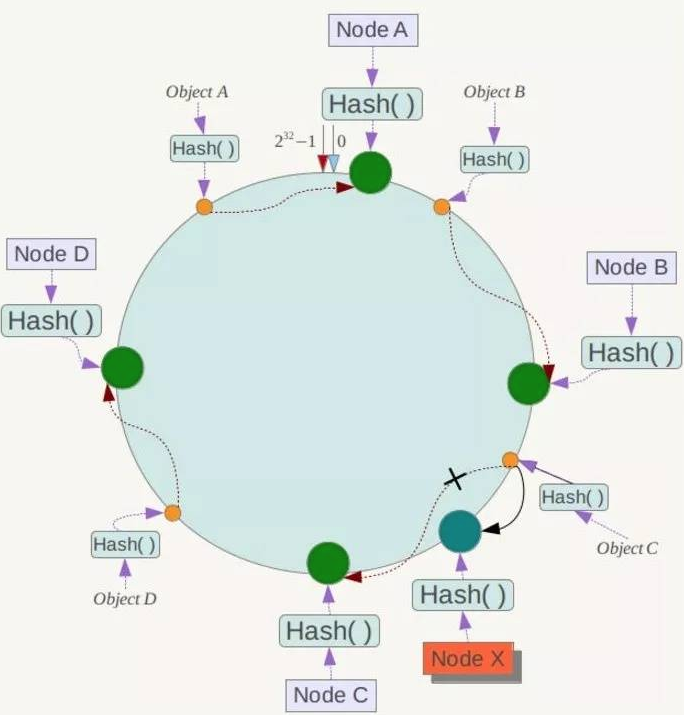 Node A
Object A
Hash( )
Object B
2³²−1
0
Hash( )
Hash( )
Node D
Node B
Hash( )
Hash( )
Hash( )
Object C
Hash( )
Object D
Hash( )
Hash( )
Node X
Node C